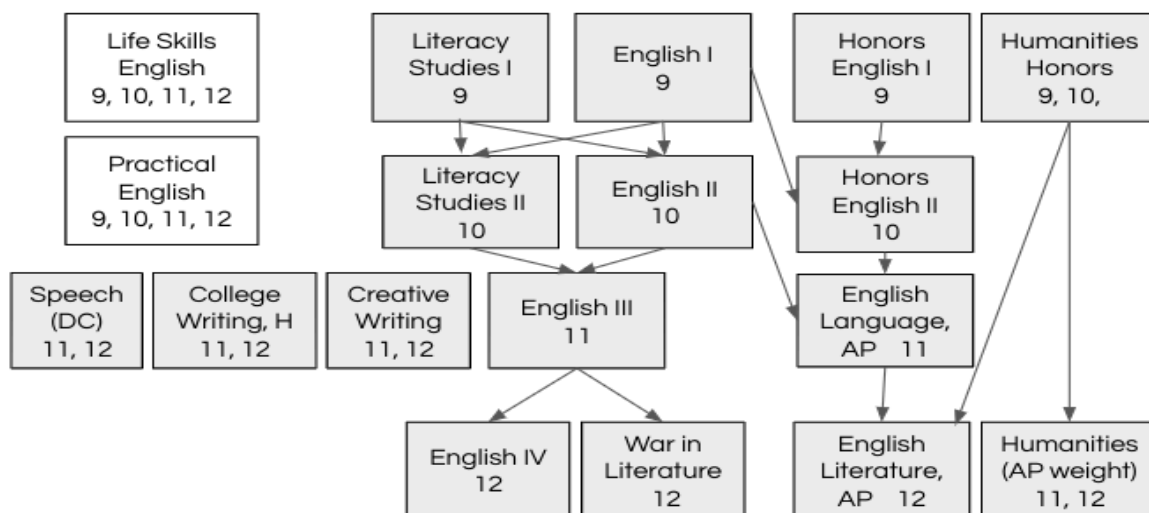 Life Skills
English
9, 10, 11, 12
Literacy
Studies I
9
English I
9
Honors
English I
9
Humanities
Honors
9, 10,
Practical
English
9, 10, 11, 12
Literacy
Studies II
10
English II
10
Honors
English II
10
Speech
(DC)
11, 12
College
Writing, H
11, 12
Creative
Writing
11, 12
English III
11
English
Language,
AP 11
English IV
12
War in
Literature
12
English
Literature,
AP 12
Humanities
(AP weight)
11, 12